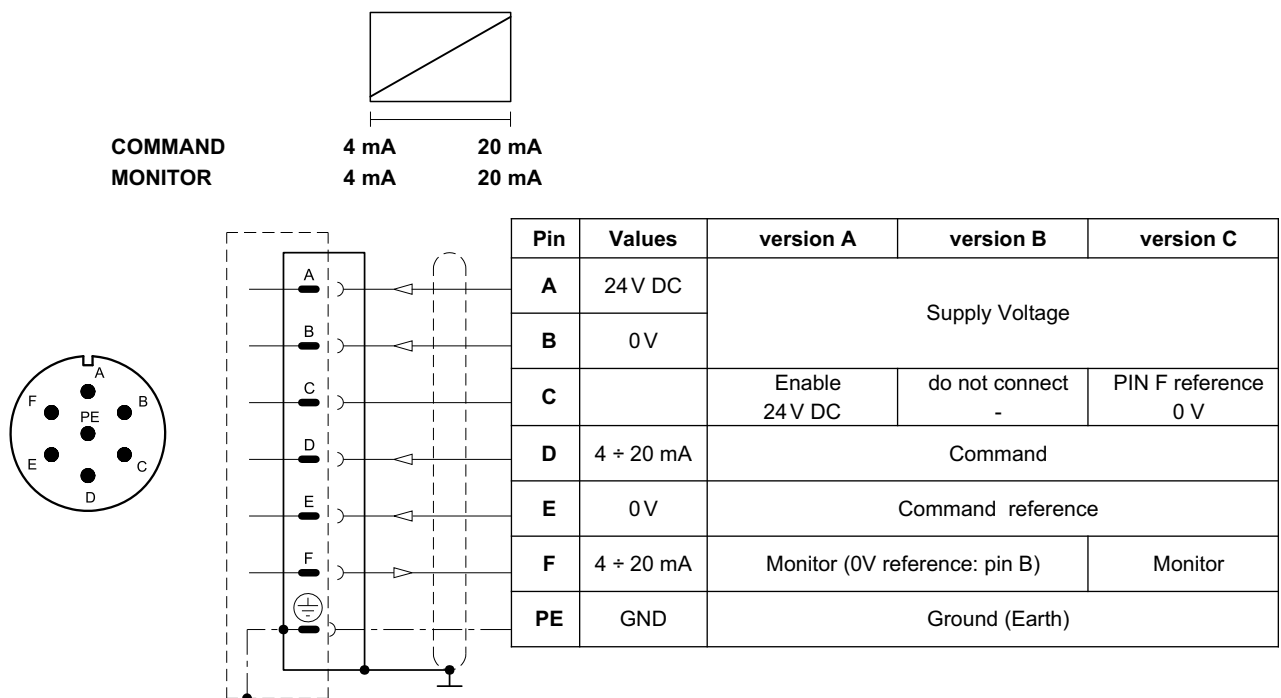 COMMAND 4 mA 20 mA
MONITOR 4 mA 20 mA
Pin Values version A version B version C
A 24 V DC Supply Voltage
B 0 V
C Enable 24 V DC do not connect - PIN F reference 0 V
D 4 ÷ 20 mA Command
E 0 V Command reference
F 4 ÷ 20 mA Monitor (0V reference: pin B) Monitor
PE GND Ground (Earth)
A
B
C
D
E
F
A
F
B
PE
E
C
D